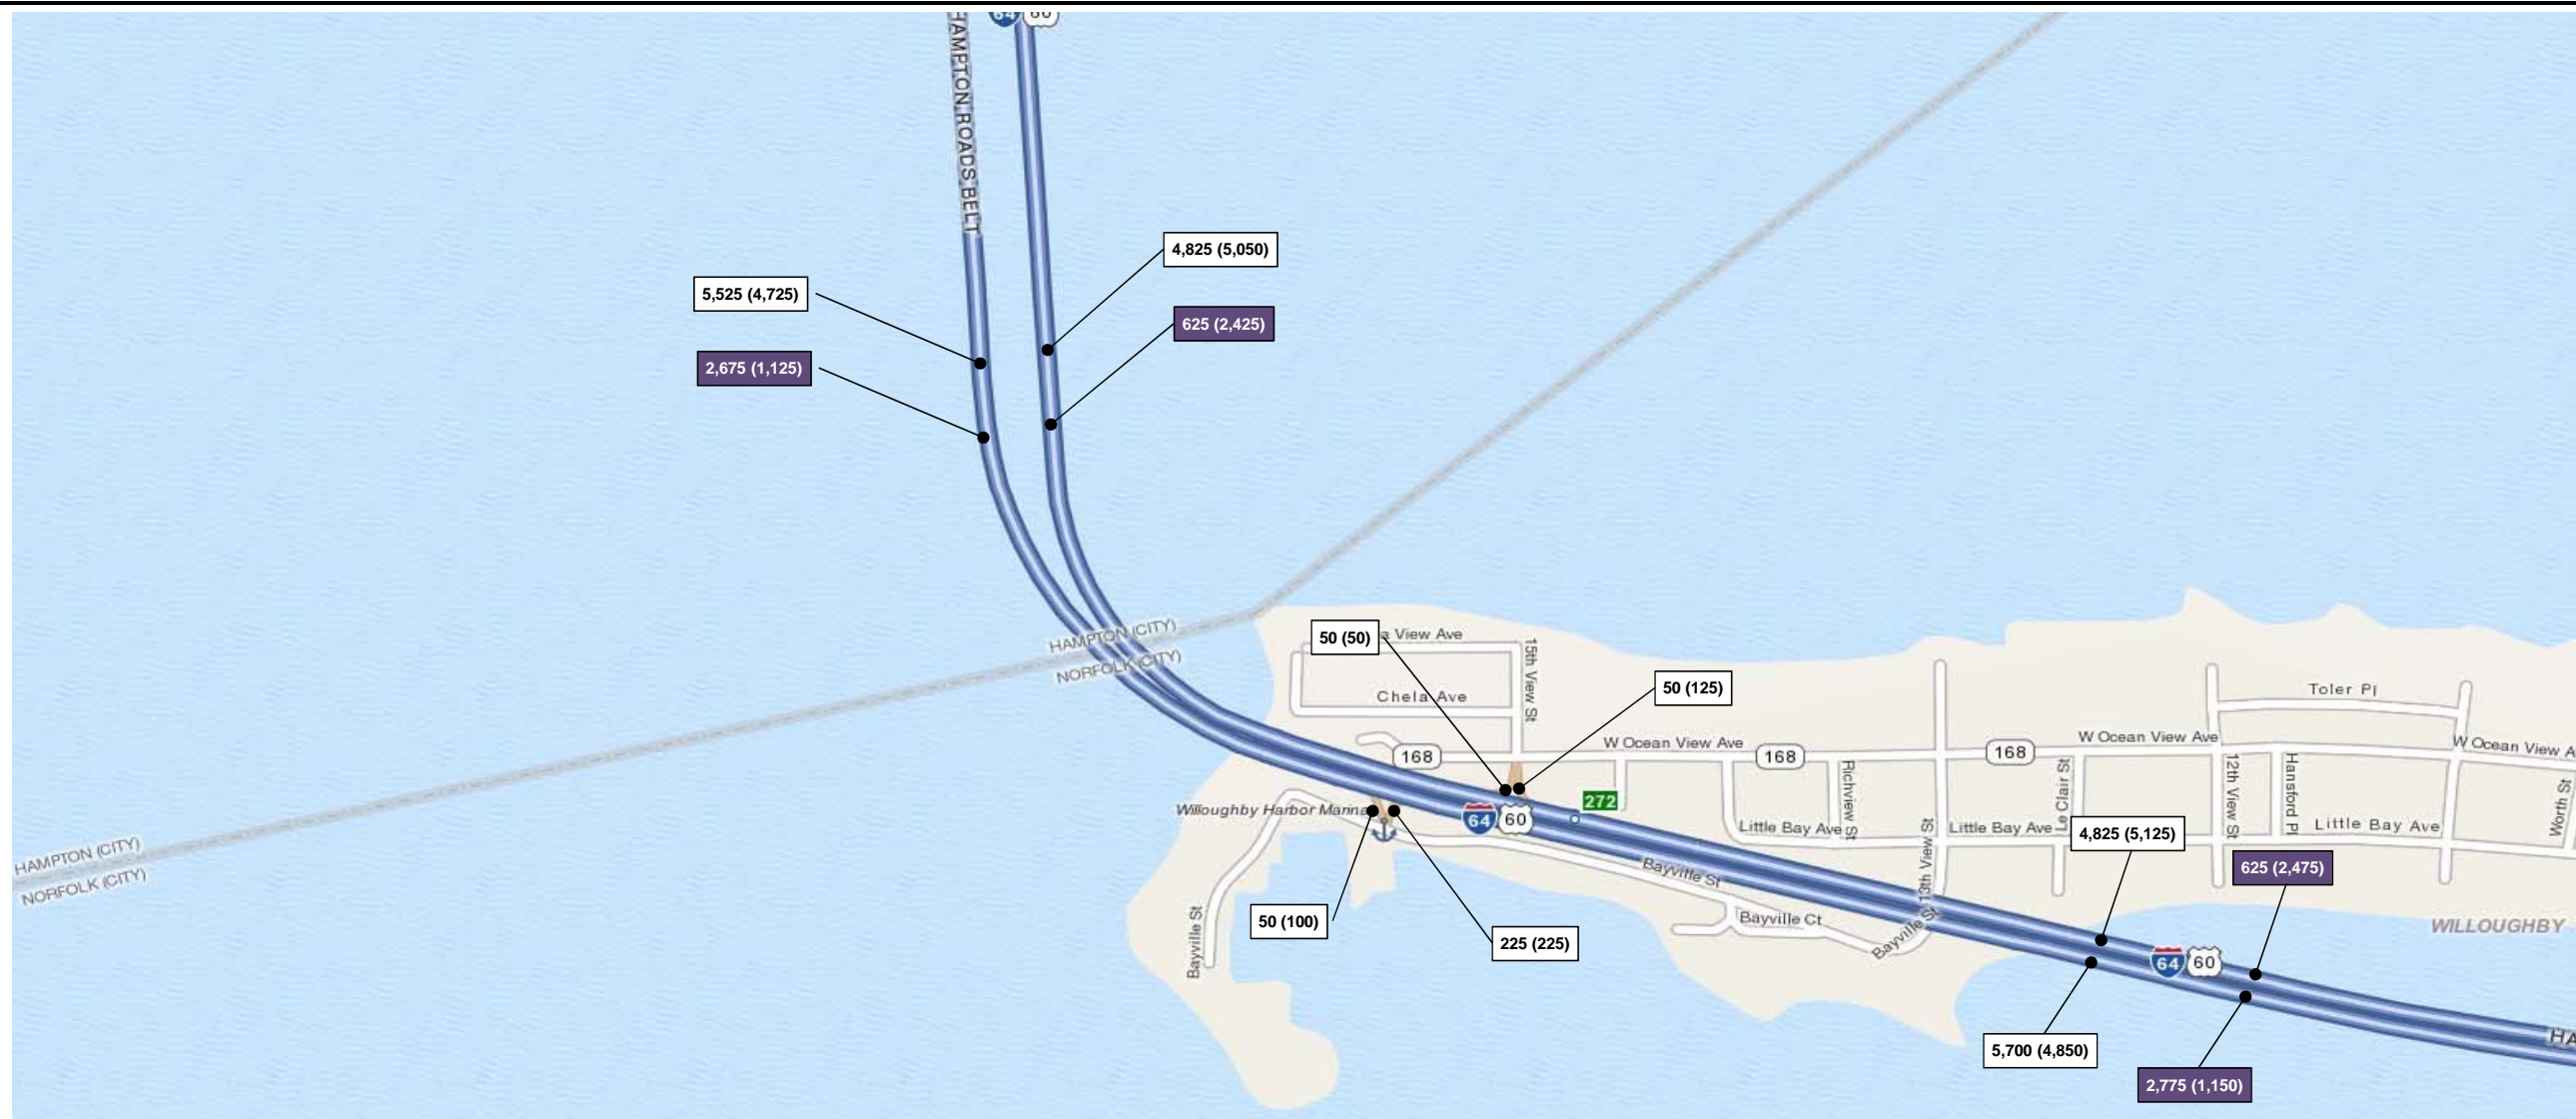 64
60
HAMPTON ROADS BELT
4,825 (5,050)
5,525 (4,725)
625 (2,425)
2,675 (1,125)
HAMPTON (CITY)
NORFOLK (CITY)
50 (50)
a View Ave
15th View St
50 (125)
Chela Ave
Toler Pl
168
W Ocean View Ave
168
168
W Ocean View Ave
W Ocean View A
Willoughby Harbor Marina
272
64
60
Richview St
Le Clair St
12th View St
Hansford Pl
Worth St
Little Bay Ave
Little Bay Ave
Little Bay Ave
4,825 (5,125)
HAMPTON (CITY)
NORFOLK (CITY)
Bayville St
13th View St
625 (2,475)
50 (100)
225 (225)
Bayville St
Bayville Ct
Bayville St
WILLOUGHBY
64
60
5,700 (4,850)
HA
2,775 (1,150)